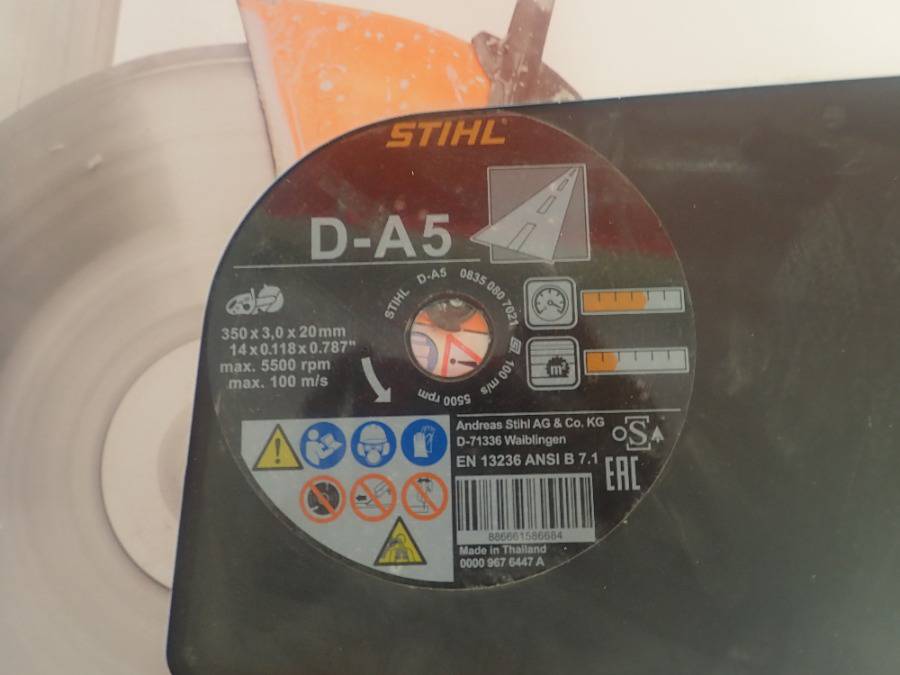 STIHL
D-A5
STIHL D-A5 0835 080 7021
100 m/s
5500 rpm
350 x 3,0 x 20mm
14 x 0.118 x 0.787"
max. 5500 rpm
max. 100 m/s
m²
Andreas Stihl AG & Co. KG
D-71336 Waiblingen
EN 13236 ANSI B 7.1
S
EAC
886661586684
Made in Thailand
0000 967 6447 A